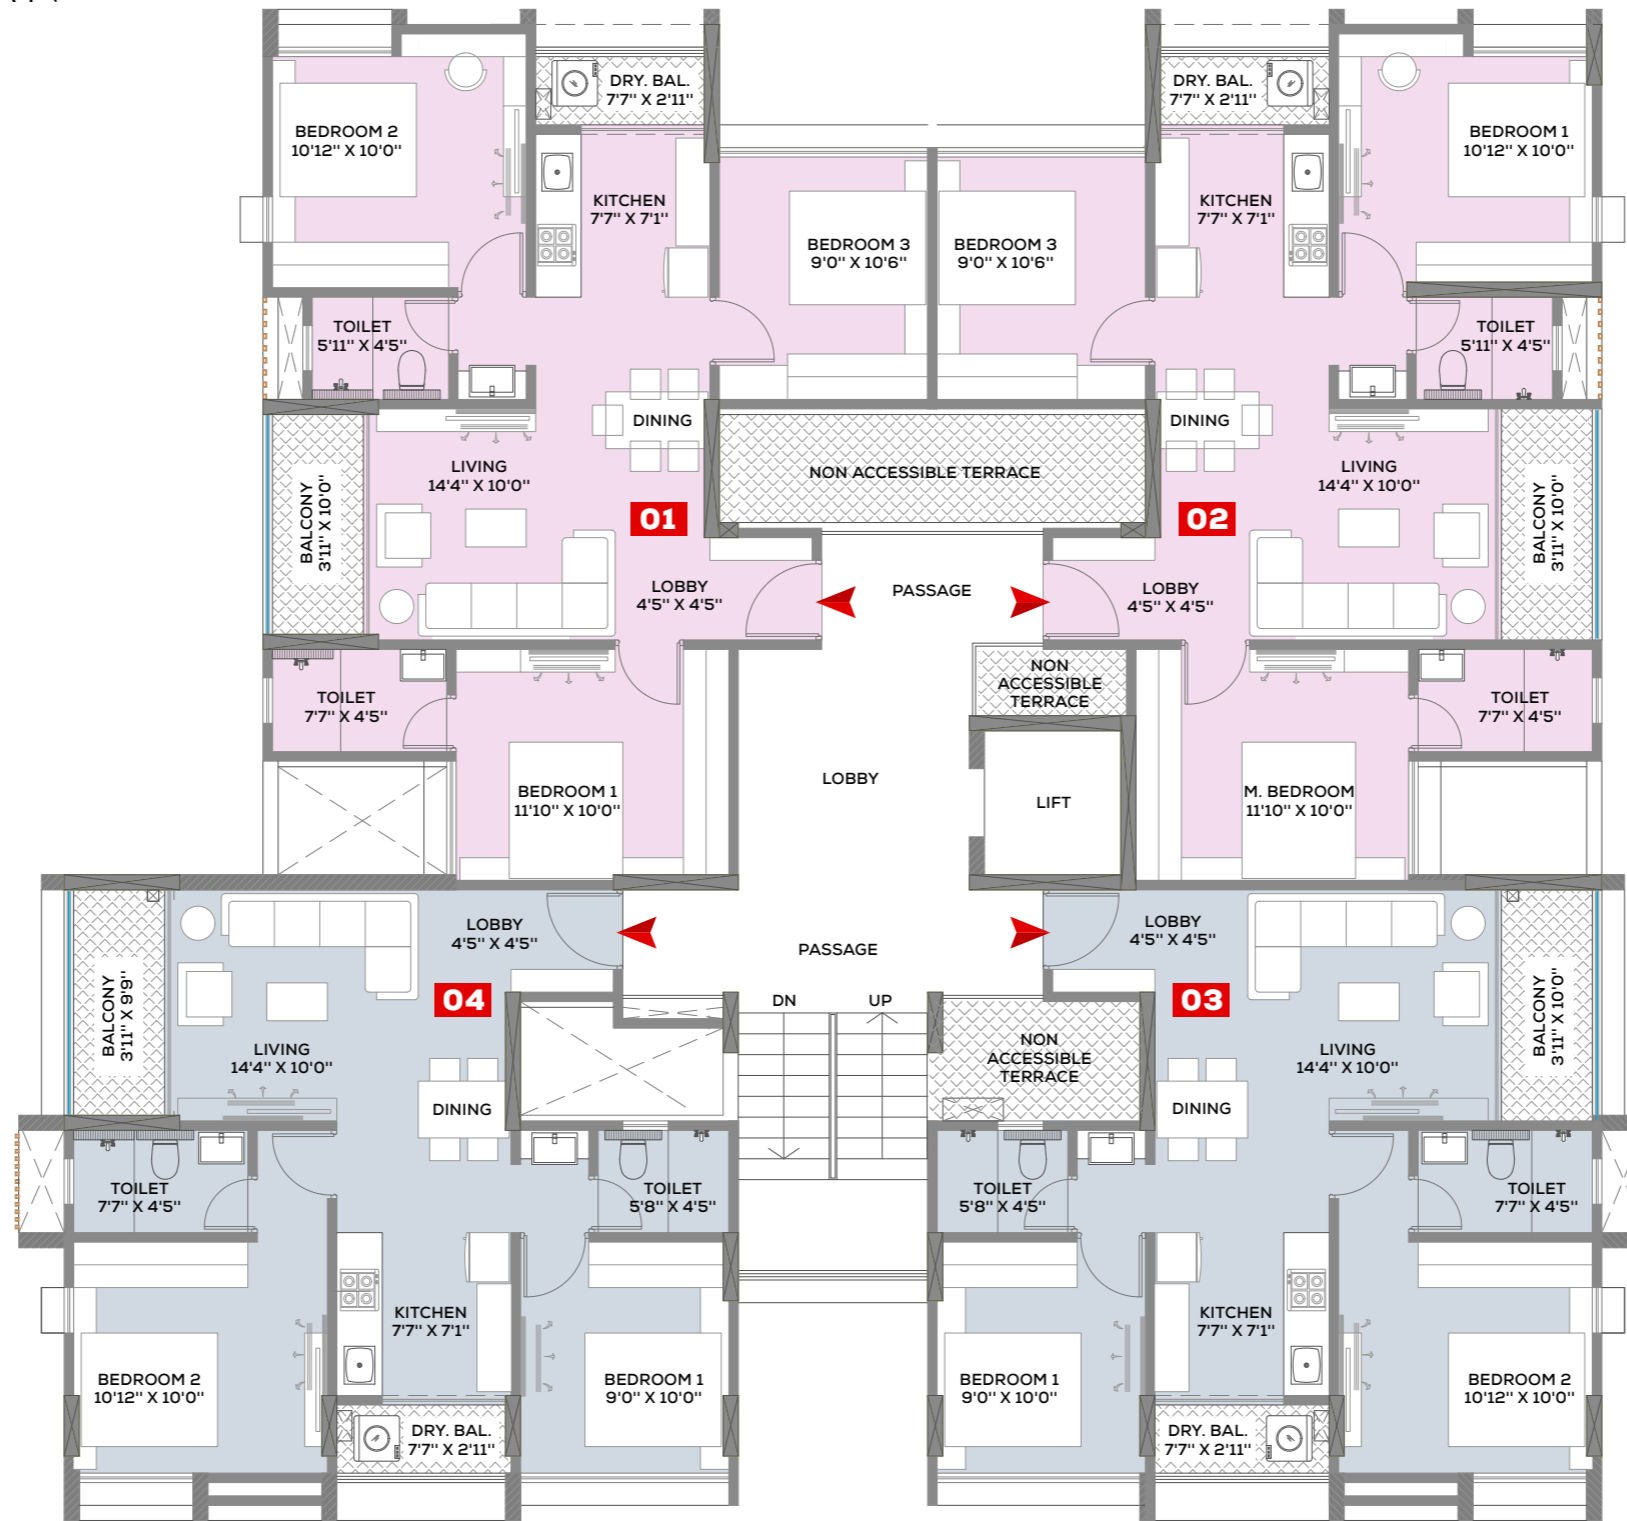 BEDROOM 2
10'12" X 10'0"
DRY. BAL.
7'7" X 2'11"
KITCHEN
7'7" X 7'1"
BEDROOM 3
9'0" X 10'6"
BEDROOM 3
9'0" X 10'6"
DRY. BAL.
7'7" X 2'11"
KITCHEN
7'7" X 7'1"
BEDROOM 1
10'12" X 10'0"
TOILET
5'11" X 4'5"
TOILET
5'11" X 4'5"
DINING
DINING
NON ACCESSIBLE TERRACE
LIVING
14'4" X 10'0"
LIVING
14'4" X 10'0"
BALCONY
3'11" X 10'0"
BALCONY
3'11" X 10'0"
01
02
LOBBY
4'5" X 4'5"
PASSAGE
LOBBY
4'5" X 4'5"
TOILET
7'7" X 4'5"
NON
ACCESSIBLE
TERRACE
TOILET
7'7" X 4'5"
BEDROOM 1
11'10" X 10'0"
LOBBY
LIFT
M. BEDROOM
11'10" X 10'0"
LOBBY
4'5" X 4'5"
PASSAGE
LOBBY
4'5" X 4'5"
BALCONY
3'11" X 9'9"
04
DN
UP
03
BALCONY
3'11" X 10'0"
LIVING
14'4" X 10'0"
NON
ACCESSIBLE
TERRACE
LIVING
14'4" X 10'0"
DINING
DINING
TOILET
7'7" X 4'5"
TOILET
5'8" X 4'5"
TOILET
5'8" X 4'5"
TOILET
7'7" X 4'5"
KITCHEN
7'7" X 7'1"
KITCHEN
7'7" X 7'1"
BEDROOM 2
10'12" X 10'0"
BEDROOM 1
9'0" X 10'0"
BEDROOM 1
9'0" X 10'0"
BEDROOM 2
10'12" X 10'0"
DRY. BAL.
7'7" X 2'11"
DRY. BAL.
7'7" X 2'11"